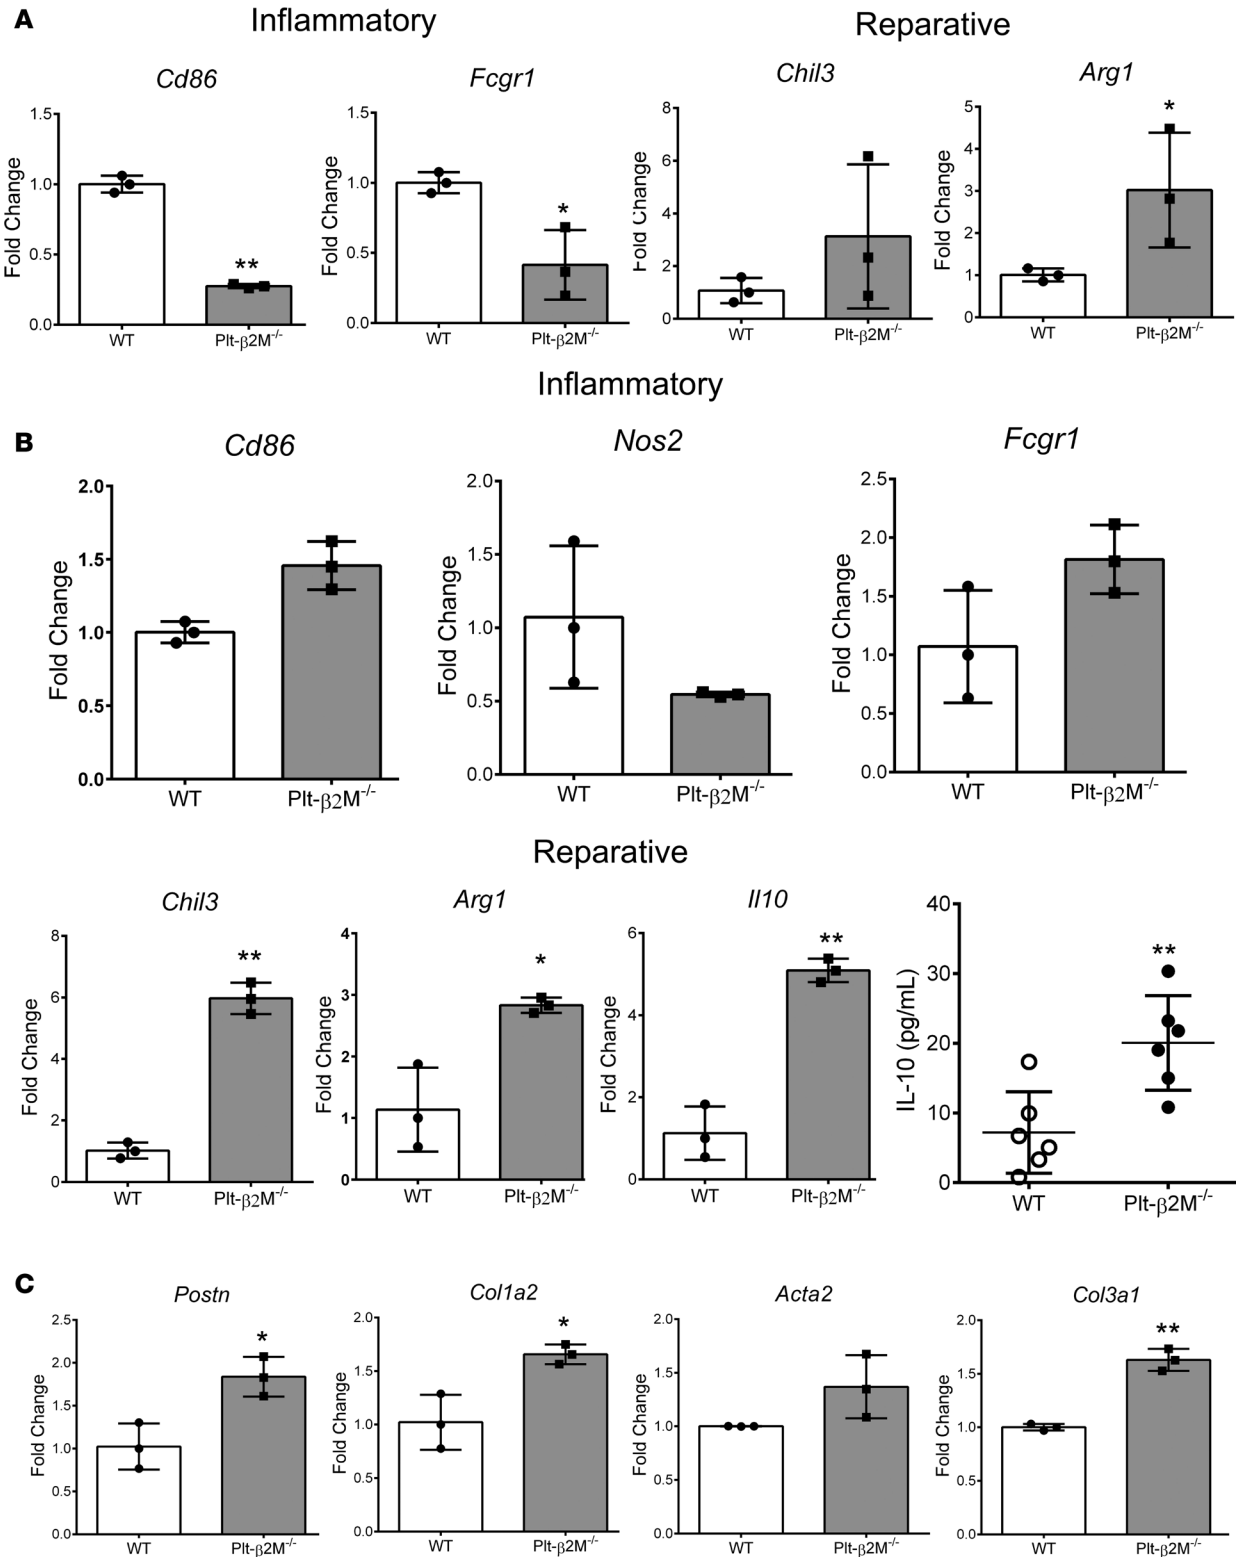 A
Inflammatory
Reparative
Cd86
Fcgr1
Chil3
Arg1
Fold Change
1.5
1.0
0.5
0.0
**
WT
Plt-β2M-/-
Fold Change
1.5
1.0
0.5
0.0
*
WT
Plt-β2M-/-
Fold Change
8
6
4
2
0
WT
Plt-β2M-/-
Fold Change
5
4
3
2
1
0
*
WT
Plt-β2M-/-
Inflammatory
B
Cd86
Nos2
Fcgr1
Fold Change
2.0
1.5
1.0
0.5
0.0
WT
Plt-β2M-/-
Fold Change
2.0
1.5
1.0
0.5
0.0
WT
Plt-β2M-/-
Fold Change
2.5
2.0
1.5
1.0
0.5
0.0
WT
Plt-β2M-/-
Reparative
Chil3
Arg1
Il10
Fold Change
8
6
4
2
0
**
WT
Plt-β2M-/-
Fold Change
4
3
2
1
0
*
WT
Plt-β2M-/-
Fold Change
6
4
2
0
**
WT
Plt-β2M-/-
IL-10 (pg/mL)
40
30
20
10
0
**
WT
Plt-β2M-/-
C
Postn
Col1a2
Acta2
Col3a1
Fold Change
2.5
2.0
1.5
1.0
0.5
0.0
*
WT
Plt-β2M-/-
Fold Change
2.0
1.5
1.0
0.5
0.0
*
WT
Plt-β2M-/-
Fold Change
2.0
1.5
1.0
0.5
0.0
WT
Plt-β2M-/-
Fold Change
2.0
1.5
1.0
0.5
0.0
**
WT
Plt-β2M-/-